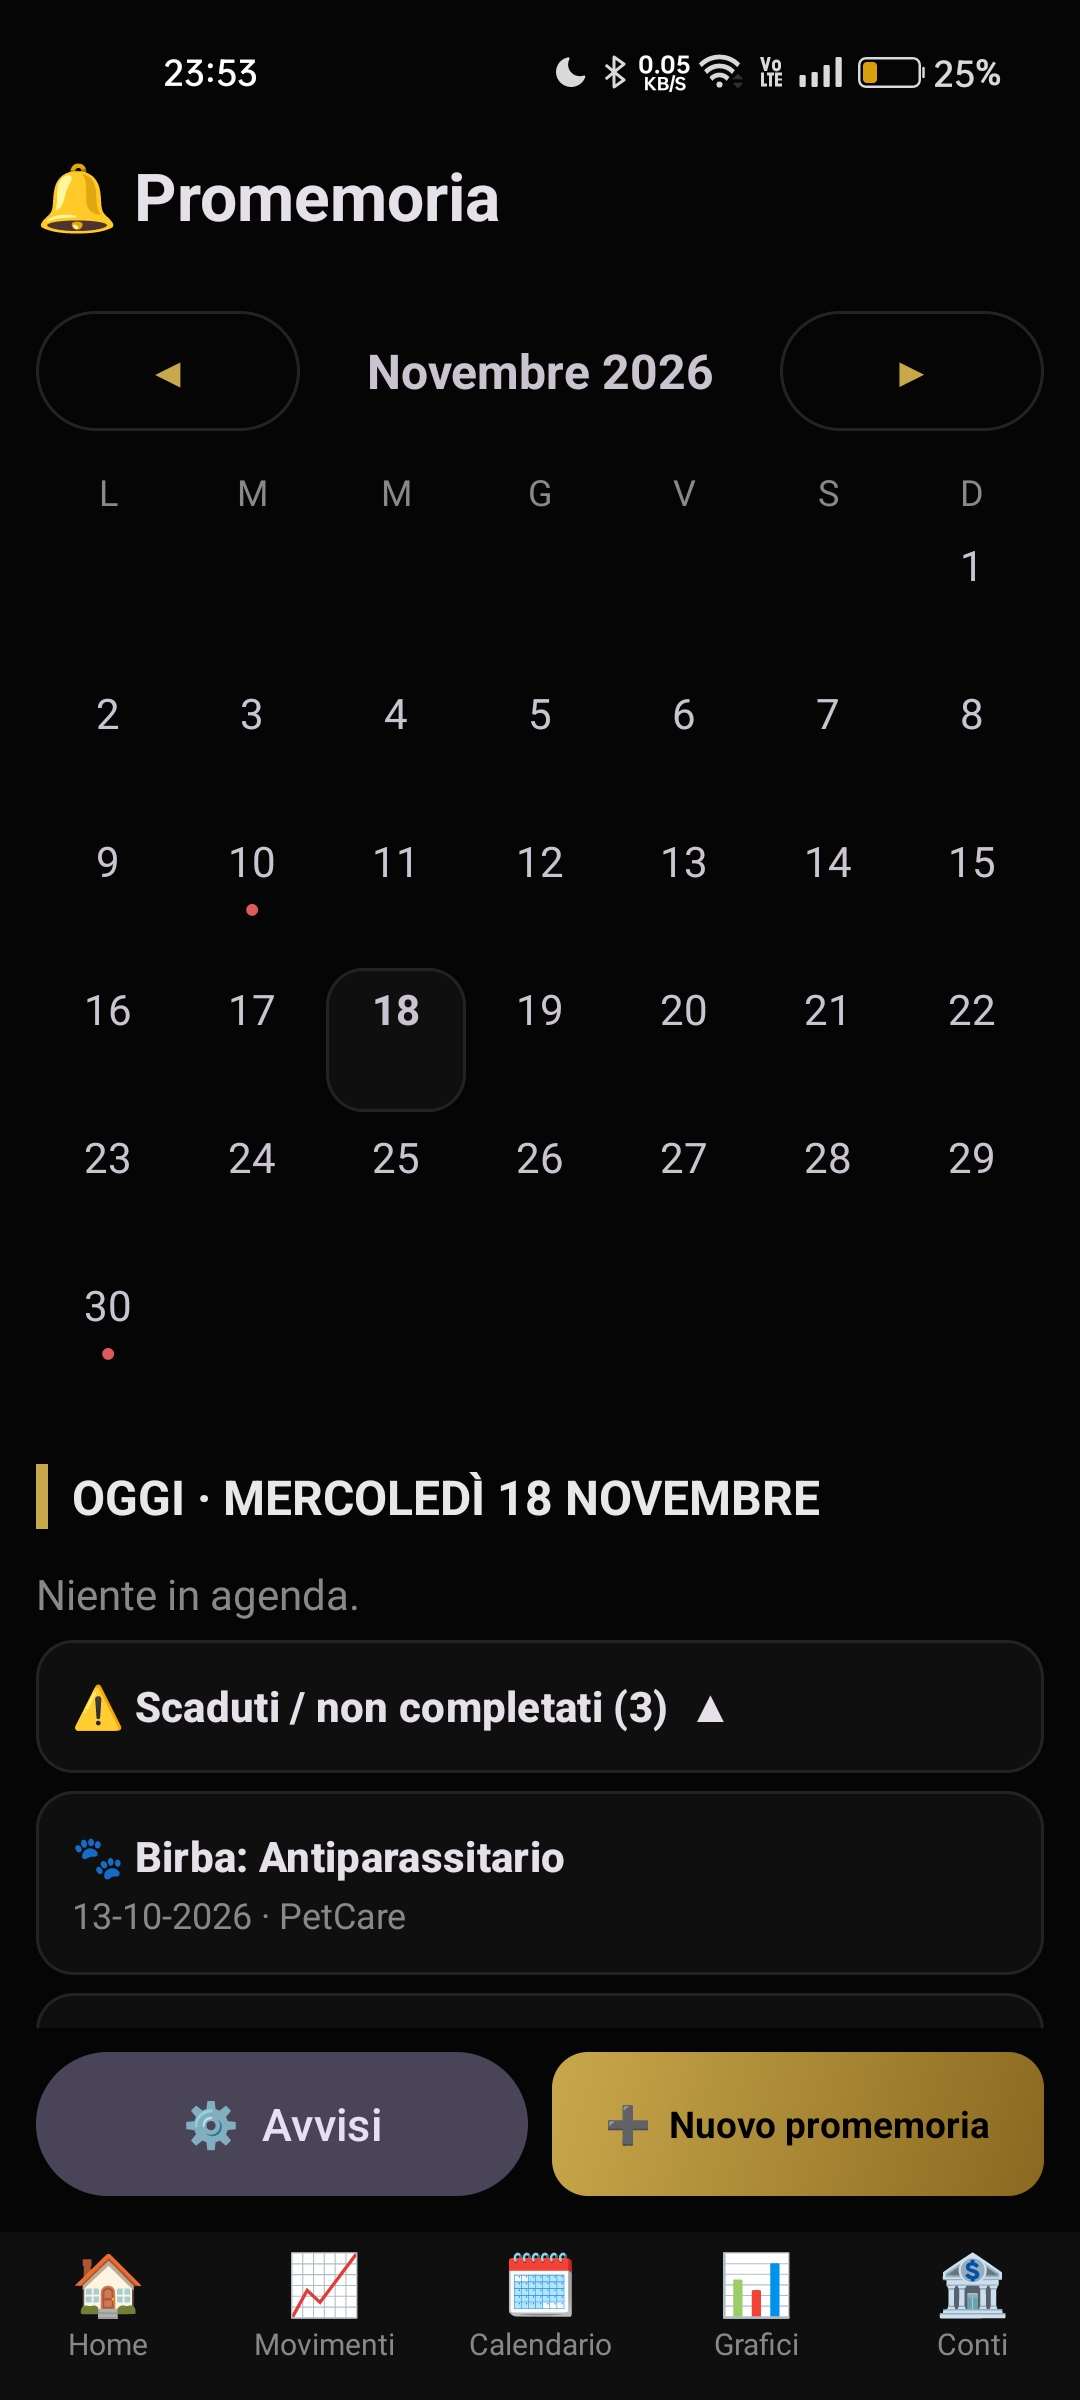 23:53 0.05 KB/S Vo LTE 25%
🔔 Promemoria
◀ Novembre 2026 ▶
L M M G V S D
1
2 3 4 5 6 7 8
9 10 11 12 13 14 15
16 17 18 19 20 21 22
23 24 25 26 27 28 29
30
OGGI · MERCOLEDÌ 18 NOVEMBRE
Niente in agenda.
⚠️ Scaduti / non completati (3) ▲
🐾 Birba: Antiparassitario
13-10-2026 · PetCare
⚙️ Avvisi ➕ Nuovo promemoria
Home Movimenti Calendario Grafici Conti